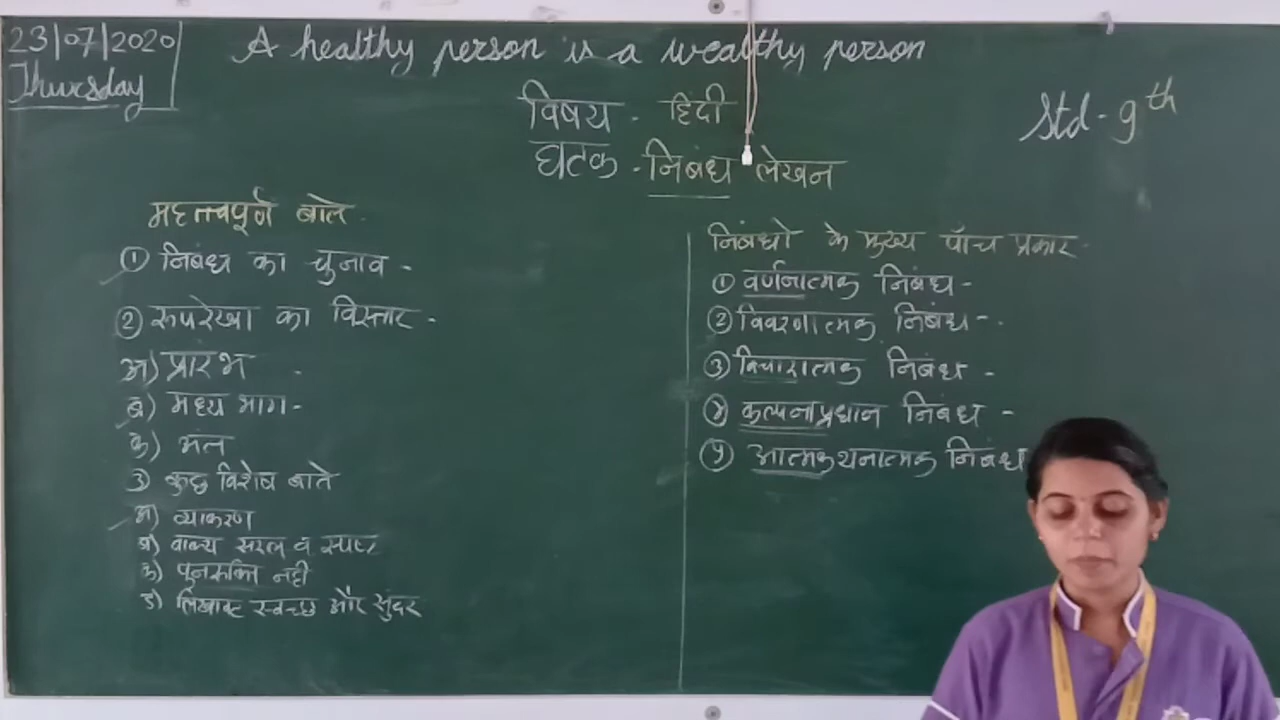 23/07/2020
Thursday
A healthy person is a wealthy person
Std - 9th
विषय - हिंदी
घटक - निबंध लेखन
महत्त्वपूर्ण बाते
① निबंध का चुनाव -
② रुपरेखा का विस्तार -
अ) प्रारंभ -
ब) मध्य भाग -
क) अंत
३ कुछ विशेष बाते
अ) व्याकरण
ब) वाक्य सरल व स्पष्ट
क) पुनरुक्ति नही
ड) लिखावट स्वच्छ और सुंदर
निबंधो के मुख्य पाँच प्रकार -
① वर्णनात्मक निबंध -
② विवरणात्मक निबंध -
③ विचारात्मक निबंध -
④ कल्पनाप्रधान निबंध -
⑤ आत्मकथनात्मक निबंध